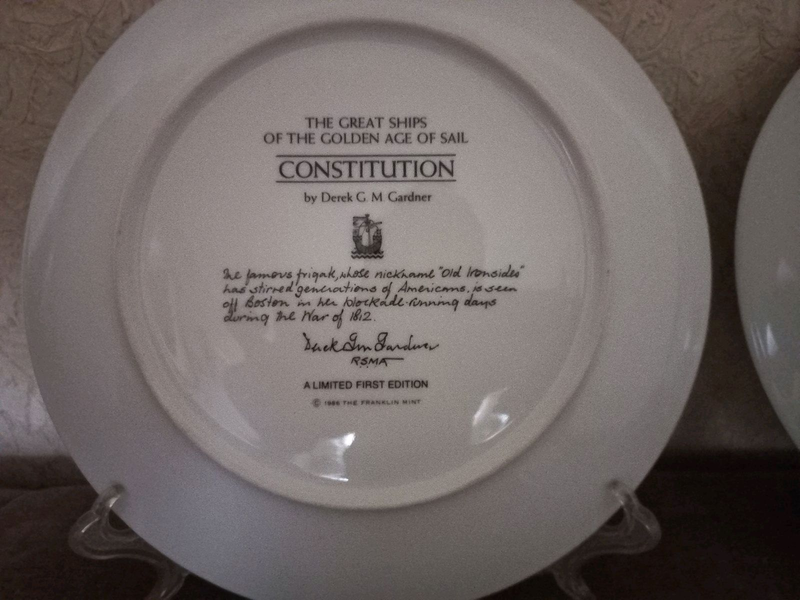 THE GREAT SHIPS
OF THE GOLDEN AGE OF SAIL
CONSTITUTION
by Derek G. M Gardner
The famous frigate, whose nickname "Old Ironsides"
has stirred generations of Americans, is seen
off Boston in her blockade-running days
during the War of 1812.
Derek Gm Gardner
RSMA
A LIMITED FIRST EDITION
© 1986 THE FRANKLIN MINT